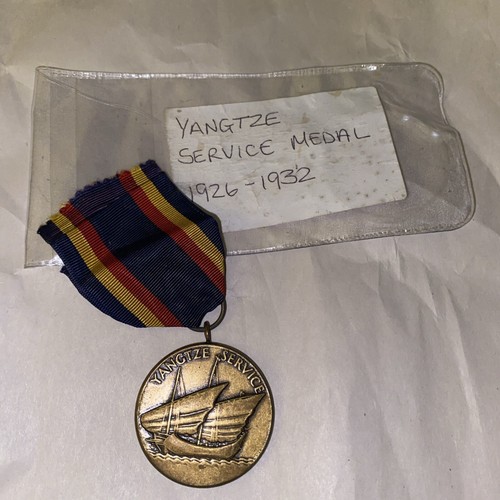 YANGTZE
SERVICE MEDAL
1926-1932
YANGTZE SERVICE